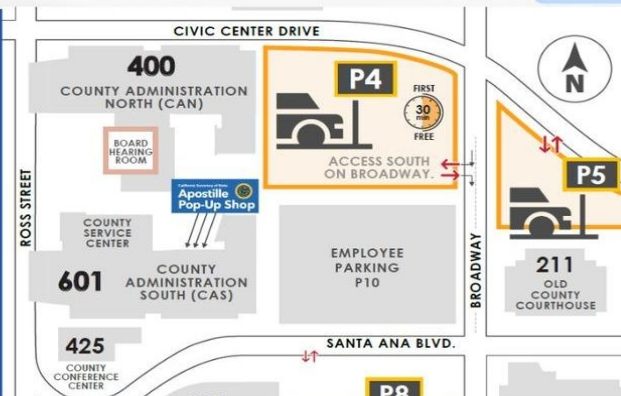 CIVIC CENTER DRIVE
400
COUNTY ADMINISTRATION
NORTH (CAN)
BOARD
HEARING
ROOM
P4
FIRST
30
min
FREE
ACCESS SOUTH
ON BROADWAY.
N
P5
ROSS STREET
California Secretary of State
Apostille
Pop-Up Shop
COUNTY
SERVICE
CENTER
601
COUNTY
ADMINISTRATION
SOUTH (CAS)
EMPLOYEE
PARKING
P10
BROADWAY
211
OLD
COUNTY
COURTHOUSE
SANTA ANA BLVD.
425
COUNTY
CONFERENCE
CENTER
P8